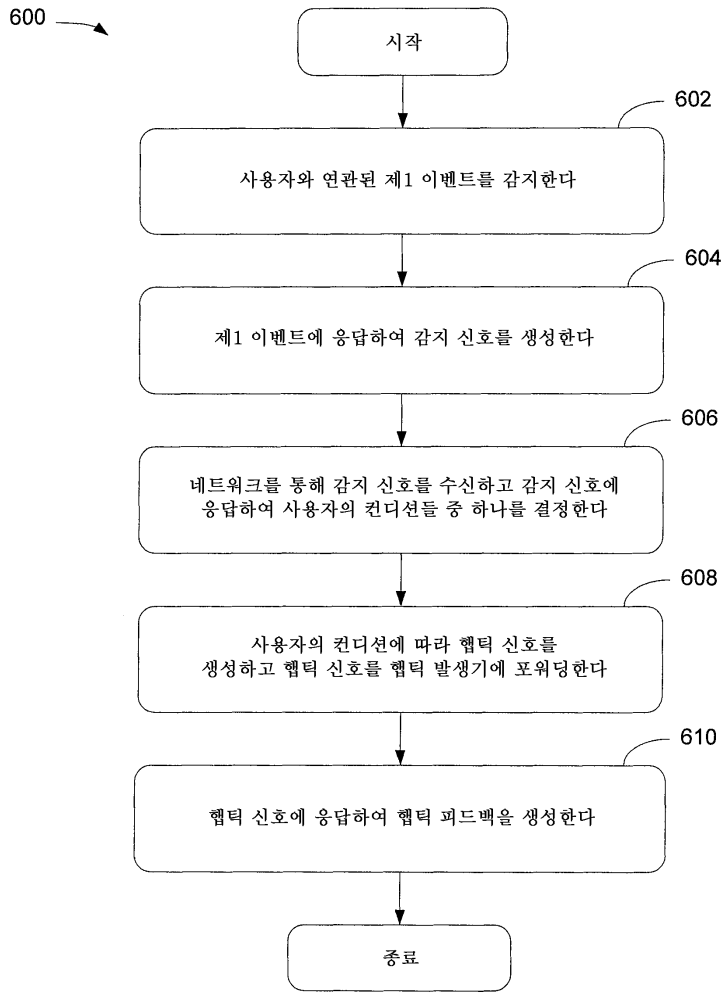 600
시작
602
사용자와 연관된 제1 이벤트를 감지한다
604
제1 이벤트에 응답하여 감지 신호를 생성한다
606
네트워크를 통해 감지 신호를 수신하고 감지 신호에
응답하여 사용자의 컨디션들 중 하나를 결정한다
608
사용자의 컨디션에 따라 햅틱 신호를
생성하고 햅틱 신호를 햅틱 발생기에 포워딩한다
610
햅틱 신호에 응답하여 햅틱 피드백을 생성한다
종료